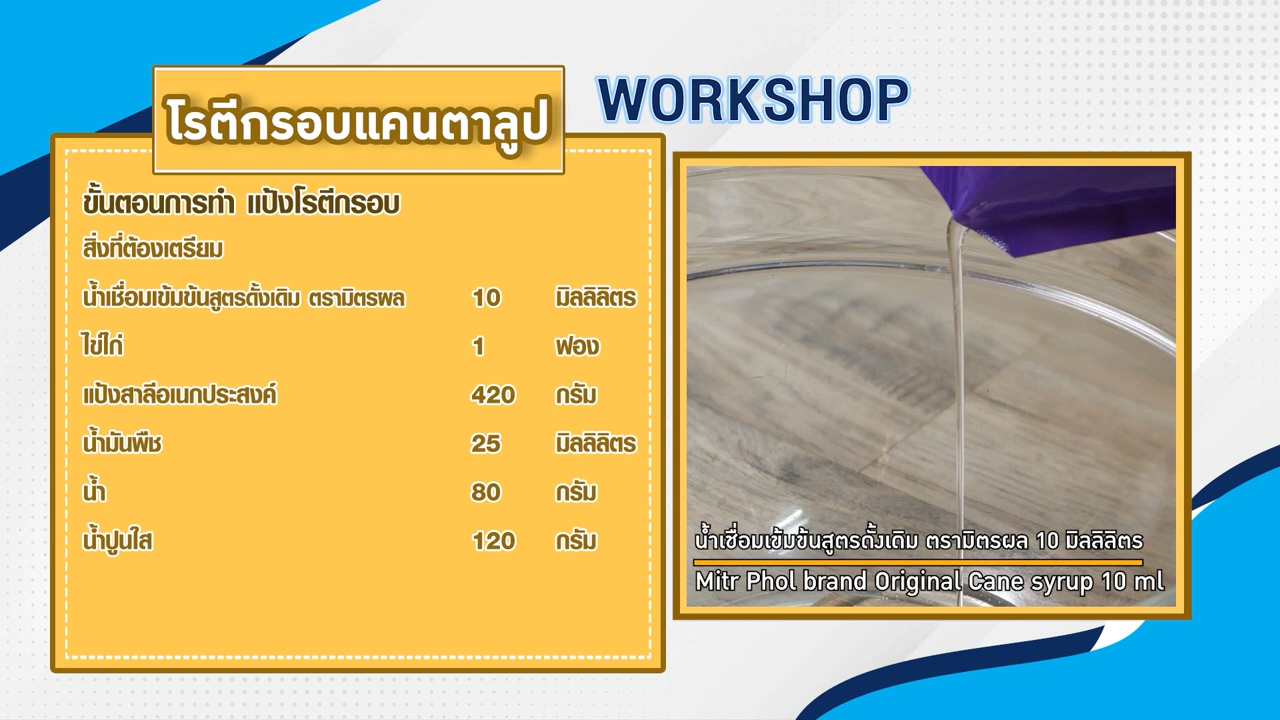 WORKSHOP
โรตีกรอบแคนตาลูป
ขั้นตอนการทำ แป้งโรตีกรอบ
สิ่งที่ต้องเตรียม
น้ำเชื่อมเข้มข้นสูตรดั้งเดิม ตรามิตรผล 10 มิลลิลิตร
ไข่ไก่ 1 ฟอง
แป้งสาลีอเนกประสงค์ 420 กรัม
น้ำมันพืช 25 มิลลิลิตร
น้ำ 80 กรัม
น้ำปูนใส 120 กรัม
น้ำเชื่อมเข้มข้นสูตรดั้งเดิม ตรามิตรผล 10 มิลลิลิตร
Mitr Phol brand Original Cane syrup 10 ml